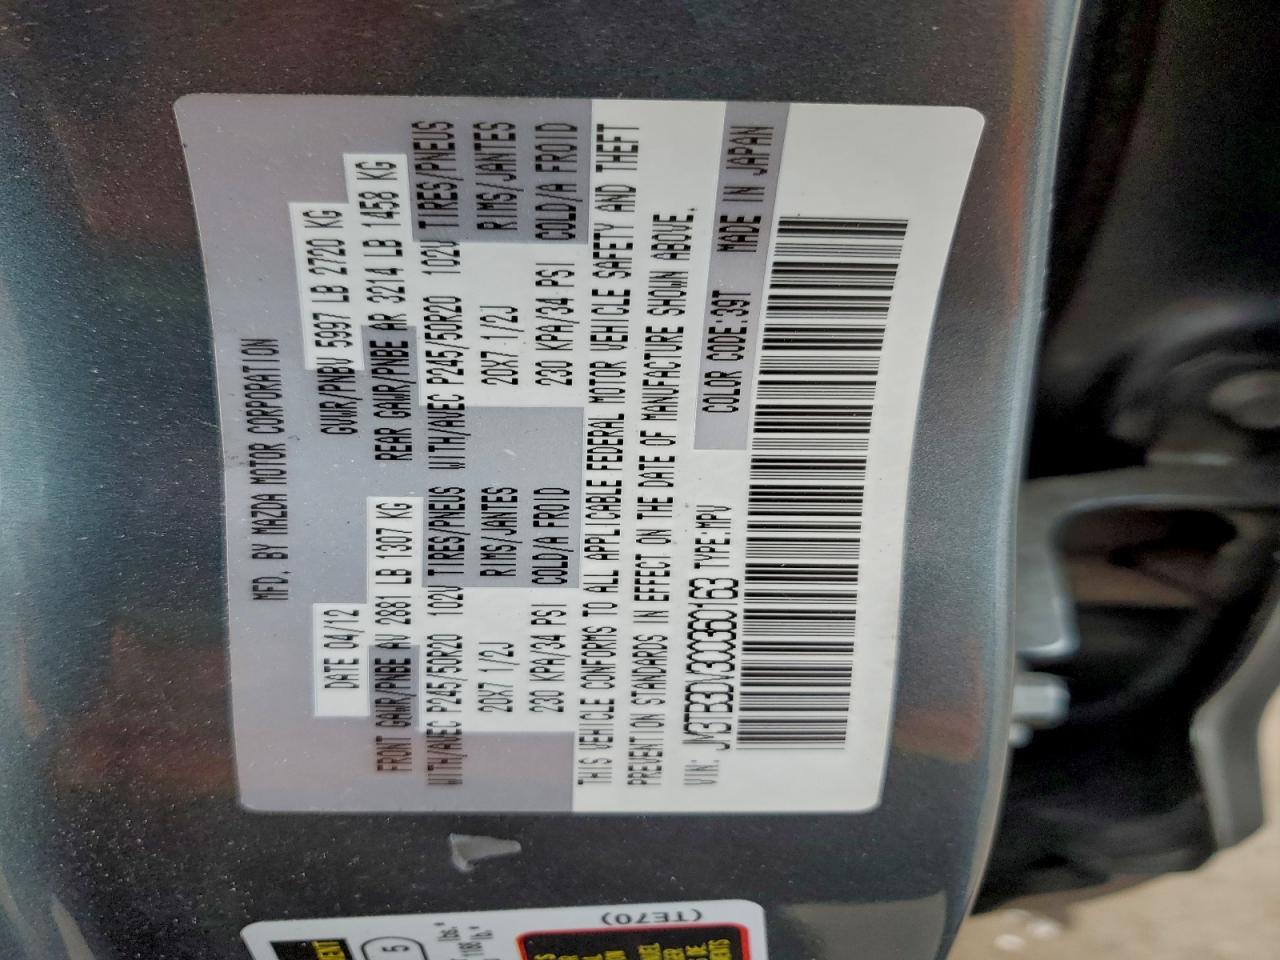 MFD. BY MAZDA MOTOR CORPORATION
DATE 04/12 GVWR/PNBV 5997 LB 2720 KG
FRONT GAWR/PNBE AV 2881 LB 1307 KG REAR GAWR/PNBE AR 3214 LB 1458 KG
WITH/AVEC P245/50R20 102V TIRES/PNEUS WITH/AVEC P245/50R20 102V TIRES/PNEUS
20X7 1/2J RIMS/JANTES 20X7 1/2J RIMS/JANTES
230 KPA/34 PSI COLD/A FROID 230 KPA/34 PSI COLD/A FROID
THIS VEHICLE CONFORMS TO ALL APPLICABLE FEDERAL MOTOR VEHICLE SAFETY AND THEFT
PREVENTION STANDARDS IN EFFECT ON THE DATE OF MANUFACTURE SHOWN ABOVE.
VIN: JM3TB3DV3C0360163 TYPE:MPV COLOR CODE:39T MADE IN JAPAN
(TE70)
5
lbs."
lb."